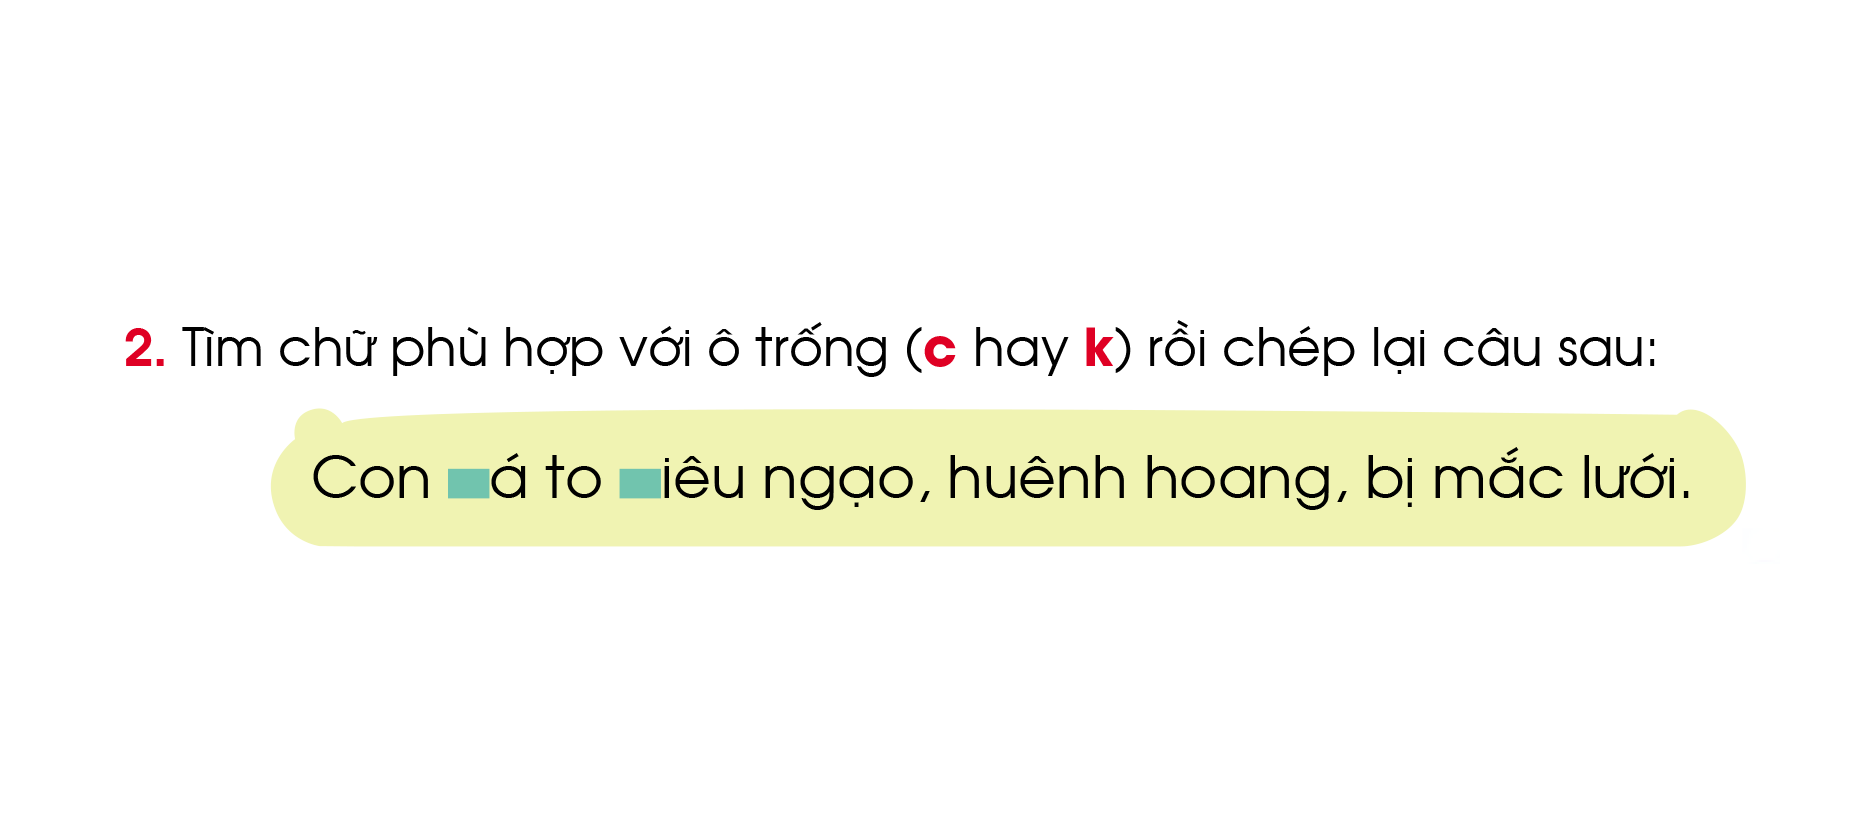 2. Tìm chữ phù hợp với ô trống (c hay k) rồi chép lại câu sau:
Con á to iêu ngạo, huênh hoang, bị mắc lưới.